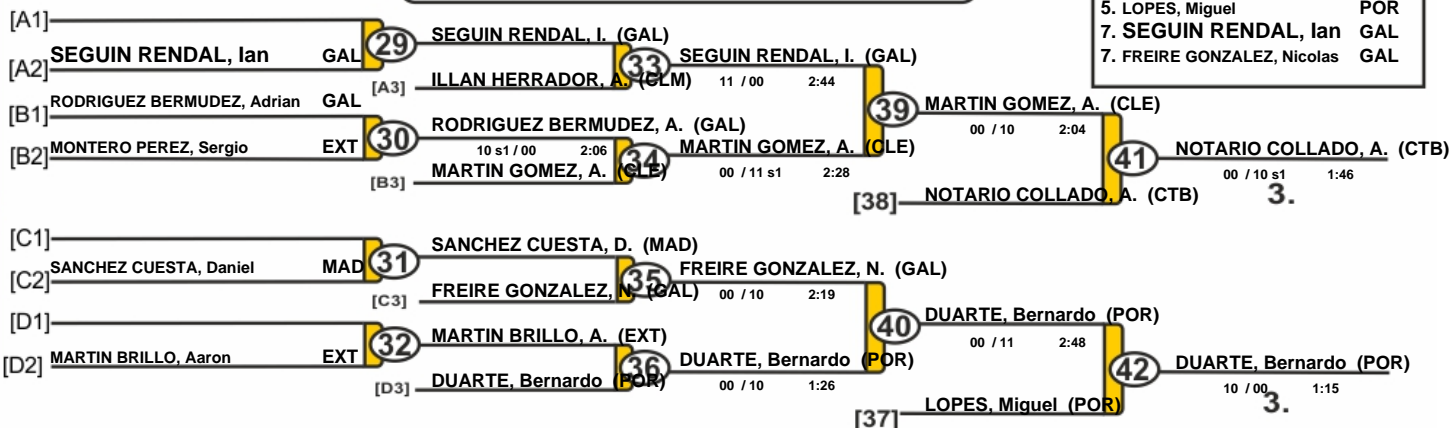 5. LOPES, Miguel POR
7. SEGUIN RENDAL, Ian GAL
7. FREIRE GONZALEZ, Nicolas GAL
[A1]
[A2] SEGUIN RENDAL, Ian GAL
29
SEGUIN RENDAL, I. (GAL)
[A3] ILLAN HERRADOR, A. (CLM)
33
SEGUIN RENDAL, I. (GAL)
11 / 00 2:44
[B1] RODRIGUEZ BERMUDEZ, Adrian GAL
[B2] MONTERO PEREZ, Sergio EXT
30
RODRIGUEZ BERMUDEZ, A. (GAL)
10 s1 / 00 2:06
[B3] MARTIN GOMEZ, A. (CLE)
34
MARTIN GOMEZ, A. (CLE)
00 / 11 s1 2:28
39
MARTIN GOMEZ, A. (CLE)
00 / 10 2:04
[38] NOTARIO COLLADO, A. (CTB)
41
NOTARIO COLLADO, A. (CTB)
00 / 10 s1 1:46
3.
[C1]
[C2] SANCHEZ CUESTA, Daniel MAD
31
SANCHEZ CUESTA, D. (MAD)
[C3] FREIRE GONZALEZ, N. (GAL)
35
FREIRE GONZALEZ, N. (GAL)
00 / 10 2:19
[D1]
[D2] MARTIN BRILLO, Aaron EXT
32
MARTIN BRILLO, A. (EXT)
[D3] DUARTE, Bernardo (POR)
36
DUARTE, Bernardo (POR)
00 / 10 1:26
40
DUARTE, Bernardo (POR)
00 / 11 2:48
[37] LOPES, Miguel (POR)
42
DUARTE, Bernardo (POR)
10 / 00 1:15
3.